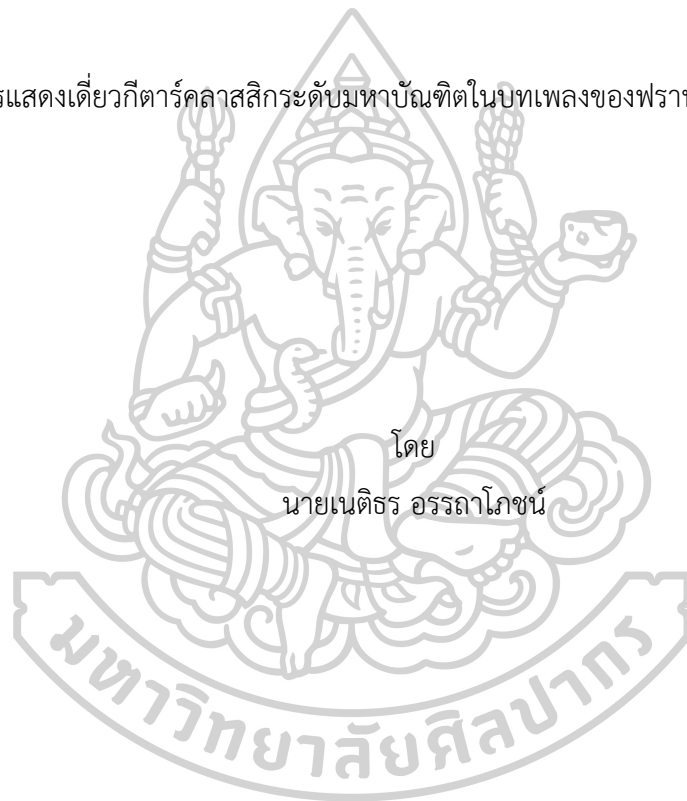 รแสดงเดี่ยวกีตาร์คลาสสิกระดับมหาบัณฑิตในบทเพลงของฟราน
โดย
นายเนติธร อรรถาโภชน์
มหาวิทยาลัยศิลปากร